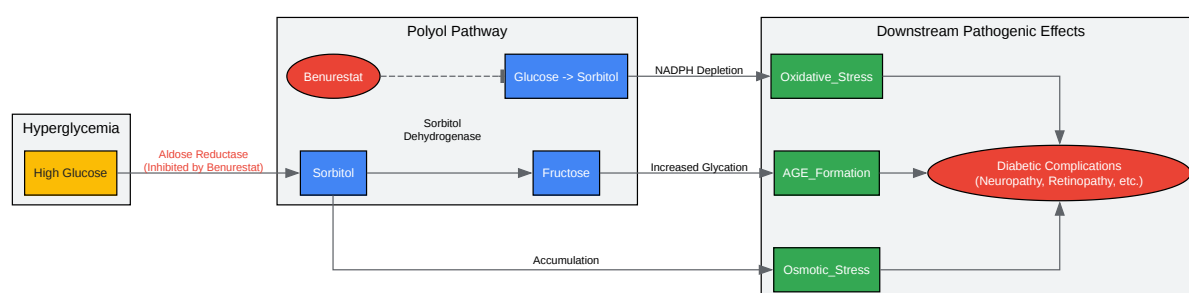 Polyol Pathway
Downstream Pathogenic Effects
Benurestat
Glucose -> Sorbitol
NADPH Depletion
Oxidative_Stress
Hyperglycemia
High Glucose
Aldose Reductase
(Inhibited by Benurestat)
Sorbitol
Sorbitol
Dehydrogenase
Fructose
Increased Glycation
AGE_Formation
Diabetic Complications
(Neuropathy, Retinopathy, etc.)
Accumulation
Osmotic_Stress